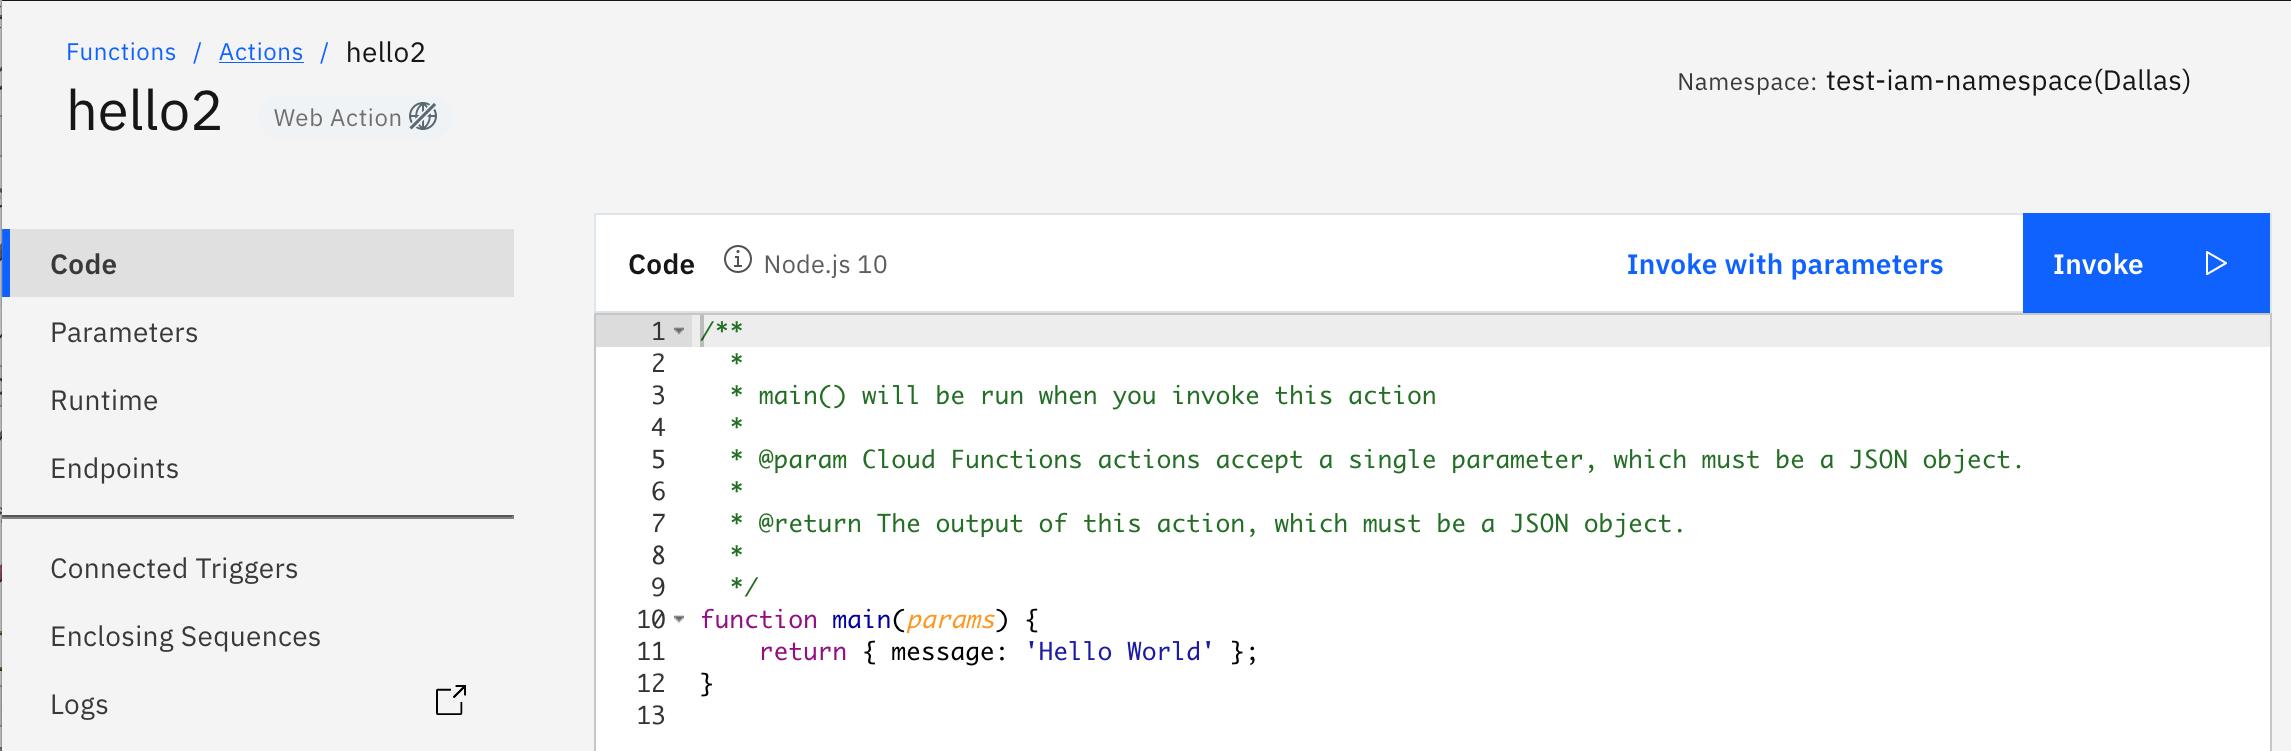 Functions / Actions / hello2
hello2 Web Action
Namespace: test-iam-namespace(Dallas)
Code
Parameters
Runtime
Endpoints
Connected Triggers
Enclosing Sequences
Logs
Code Node.js 10 Invoke with parameters Invoke
1 /**
2 *
3 * main() will be run when you invoke this action
4 *
5 * @param Cloud Functions actions accept a single parameter, which must be a JSON object.
6 *
7 * @return The output of this action, which must be a JSON object.
8 *
9 */
10 function main(params) {
11 return { message: 'Hello World' };
12 }
13